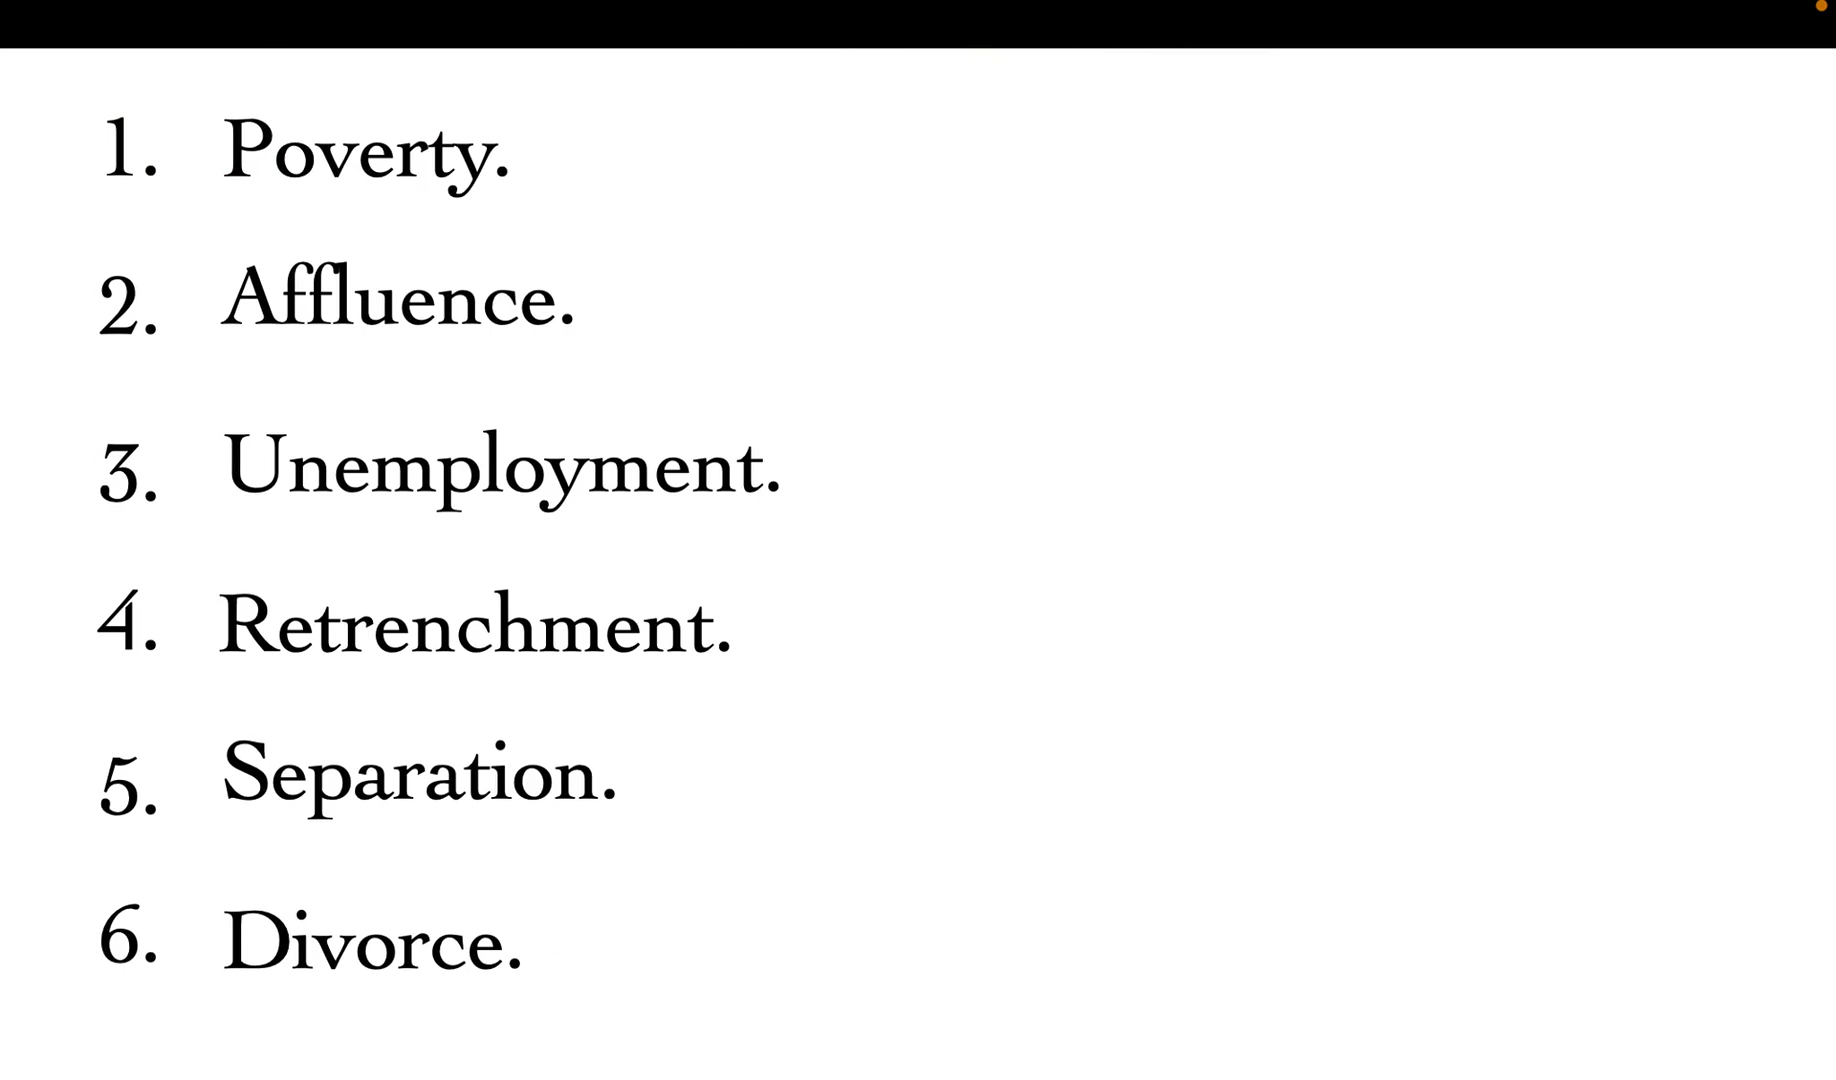 1. Poverty.
2. Affluence.
3. Unemployment.
4. Retrenchment.
5. Separation.
6. Divorce.